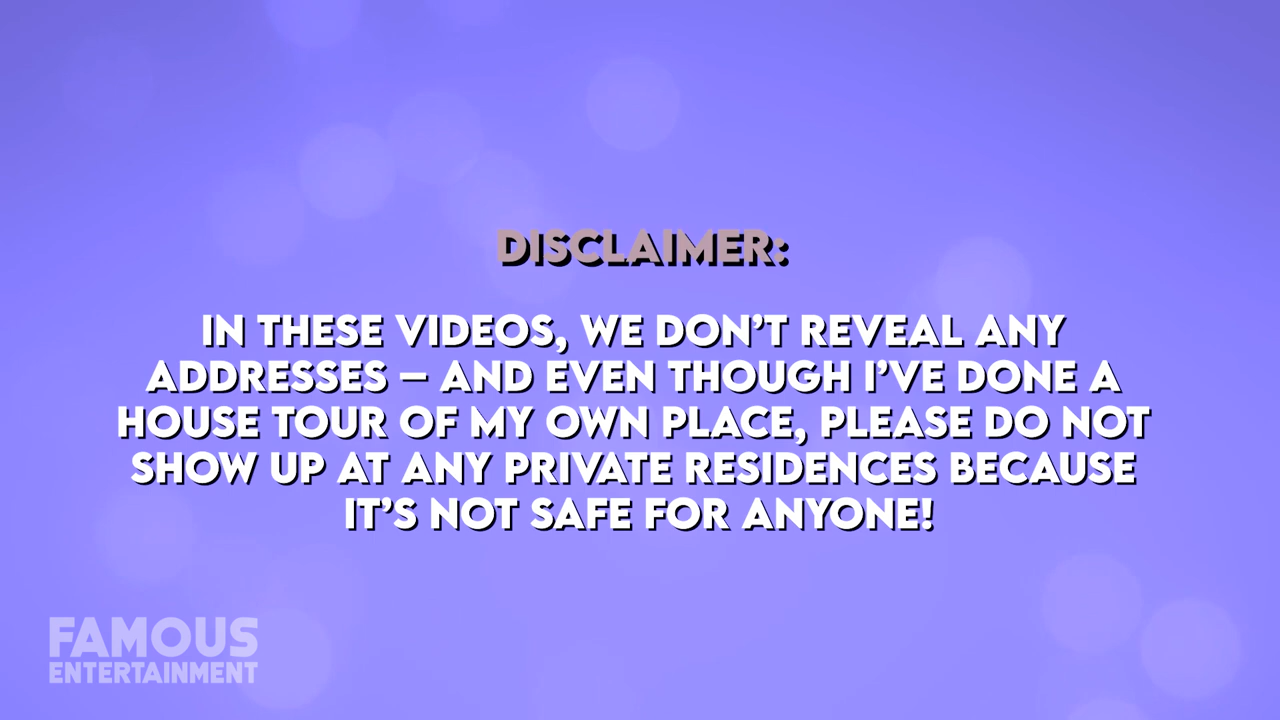 DISCLAIMER:
IN THESE VIDEOS, WE DON'T REVEAL ANY
ADDRESSES – AND EVEN THOUGH I'VE DONE A
HOUSE TOUR OF MY OWN PLACE, PLEASE DO NOT
SHOW UP AT ANY PRIVATE RESIDENCES BECAUSE
IT'S NOT SAFE FOR ANYONE!
FAMOUS
ENTERTAINMENT